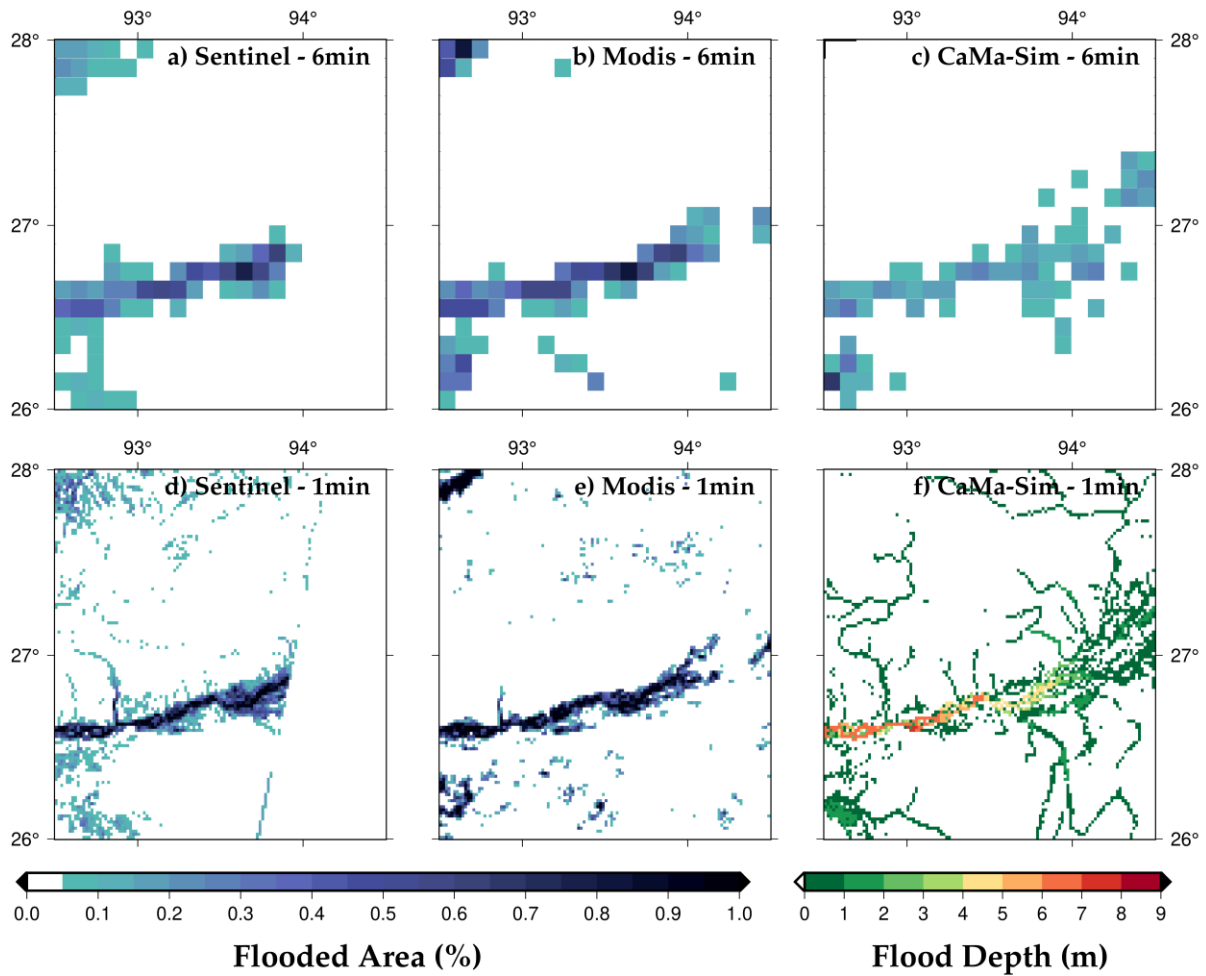 93° 94° 93° 94°
28° a) Sentinel - 6min b) Modis - 6min c) CaMa-Sim - 6min 28°
27° 27°
26° 93° 94° 26°
93° 94° 93° 94°
28° d) Sentinel - 1min e) Modis - 1min f) CaMa-Sim - 1min 28°
27° 27°
26° 93° 94° 26°
0.0 0.1 0.2 0.3 0.4 0.5 0.6 0.7 0.8 0.9 1.0 0 1 2 3 4 5 6 7 8 9
Flooded Area (%) Flood Depth (m)